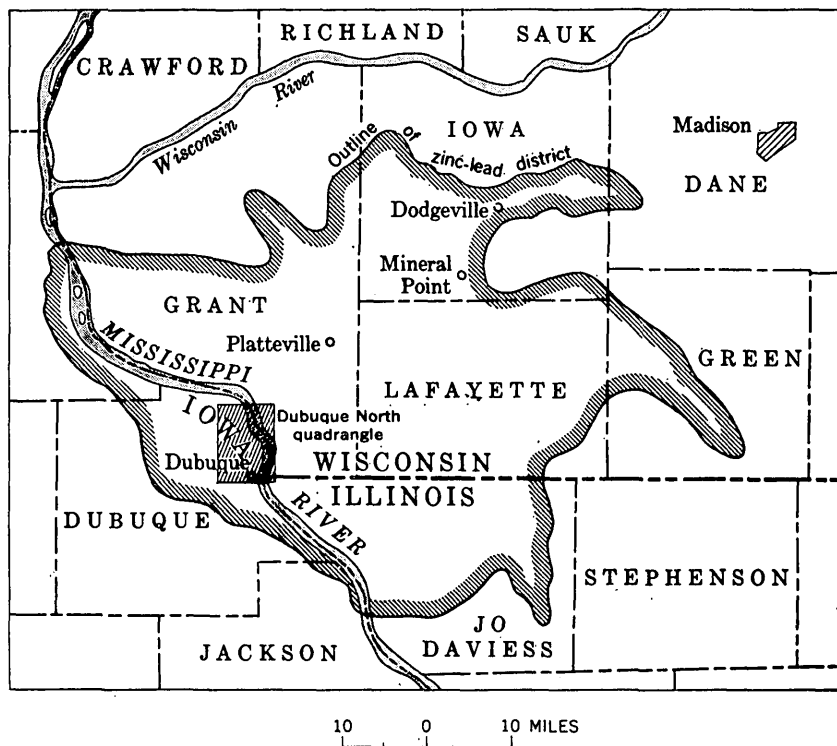 RICHLAND
SAUK
CRAWFORD
Wisconsin River
IOWA
Madison
Outline of zinc-lead district
DANE
Dodgeville
Mineral
Point
GRANT
MISSISSIPPI
Platteville
GREEN
LAFAYETTE
IOWA
Dubuque North
quadrangle
Dubuque
WISCONSIN
ILLINOIS
RIVER
DUBUQUE
STEPHENSON
JO
DAVIESS
JACKSON
10 0 10 MILES